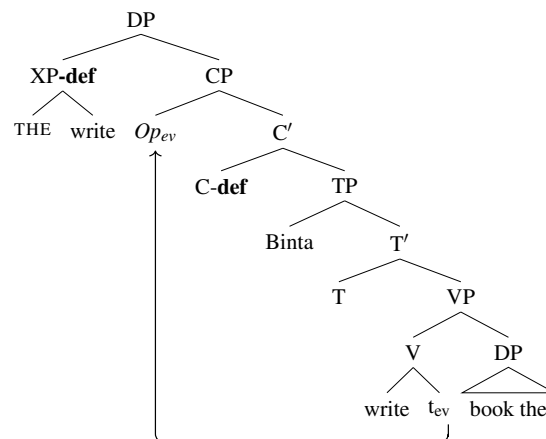 DP
XP-def CP
THE write Op_ev C′
C-def TP
Binta T′
T VP
V DP
write t_ev book the